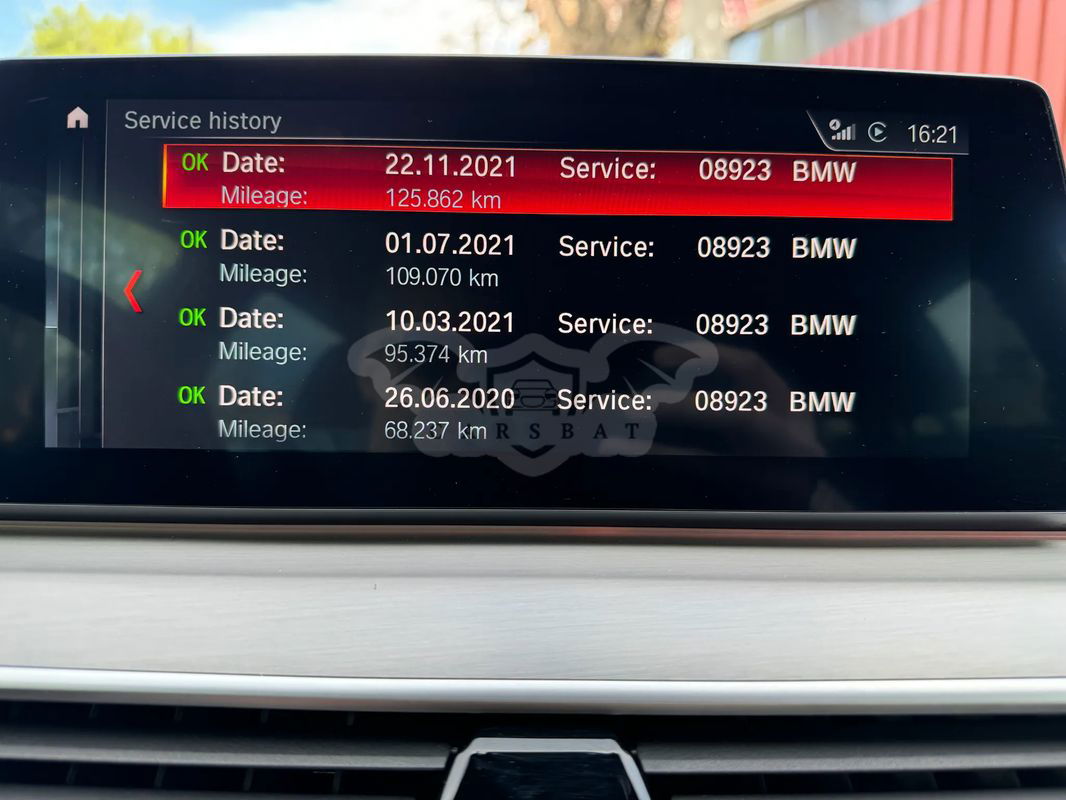 Service history
16:21
OK Date: 22.11.2021 Service: 08923 BMW
Mileage: 125.862 km
OK Date: 01.07.2021 Service: 08923 BMW
Mileage: 109.070 km
OK Date: 10.03.2021 Service: 08923 BMW
Mileage: 95.374 km
OK Date: 26.06.2020 Service: 08923 BMW
Mileage: 68.237 km